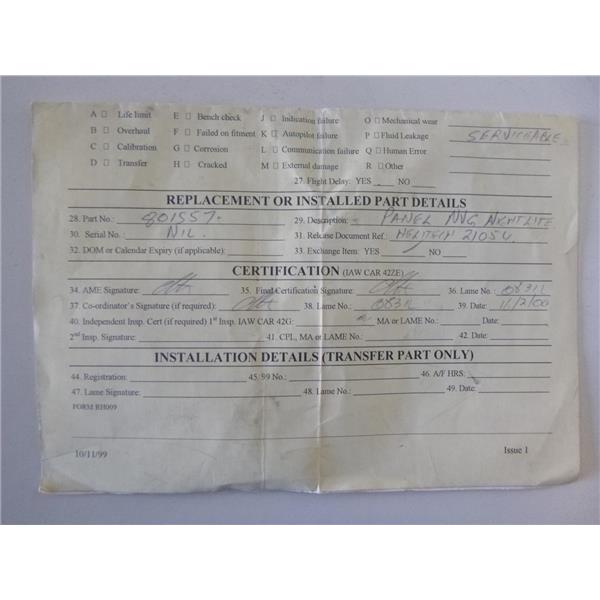 A □ Life limit E □ Bench check J □ Indication failure O □ Mechanical wear
B □ Overhaul F □ Failed on fitment K □ Autopilot failure P □ Fluid Leakage SERVICEABLE
C □ Calibration G □ Corrosion L □ Communication failure Q □ Human Error
D □ Transfer H □ Cracked M □ External damage R □ Other
27. Flight Delay: YES NO
REPLACEMENT OR INSTALLED PART DETAILS
28. Part No.: 801557 29. Description: PANEL NVG
30. Serial No.: NIL 31. Release Document Ref.: HELITECH 21054
32. DOM or Calendar Expiry (if applicable): 33. Exchange Item: YES NO
CERTIFICATION (IAW CAR 42ZE)
34. AME Signature: 35. Final Certification Signature: 36. Lame No.:
37. Co-ordinator's Signature (if required): 38. Lame No.: 39. Date: 11/2/00
40. Independent Insp. Cert (if required) 1st Insp. IAW CAR 42G: MA or LAME No.: Date:
2nd Insp. Signature: 41. CPL, MA or LAME No.: 42. Date:
INSTALLATION DETAILS (TRANSFER PART ONLY)
44. Registration: 45. 99 No.: 46. A/F HRS:
47. Lame Signature: 48. Lame No.: 49. Date:
FORM RH009
10/11/99 Issue 1